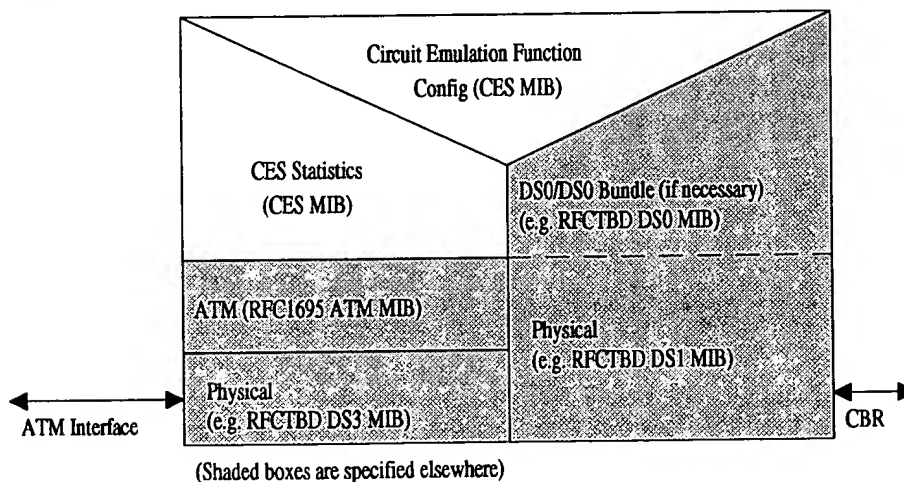 Circuit Emulation Function
Config (CES MIB)
CES Statistics
(CES MIB)
DS0/DS0 Bundle (if necessary)
(e.g. RFCTBD DS0 MIB)
ATM (RFC1695 ATM MIB)
Physical
(e.g. RFCTBD DS1 MIB)
Physical
(e.g. RFCTBD DS3 MIB)
ATM Interface
CBR
(Shaded boxes are specified elsewhere)